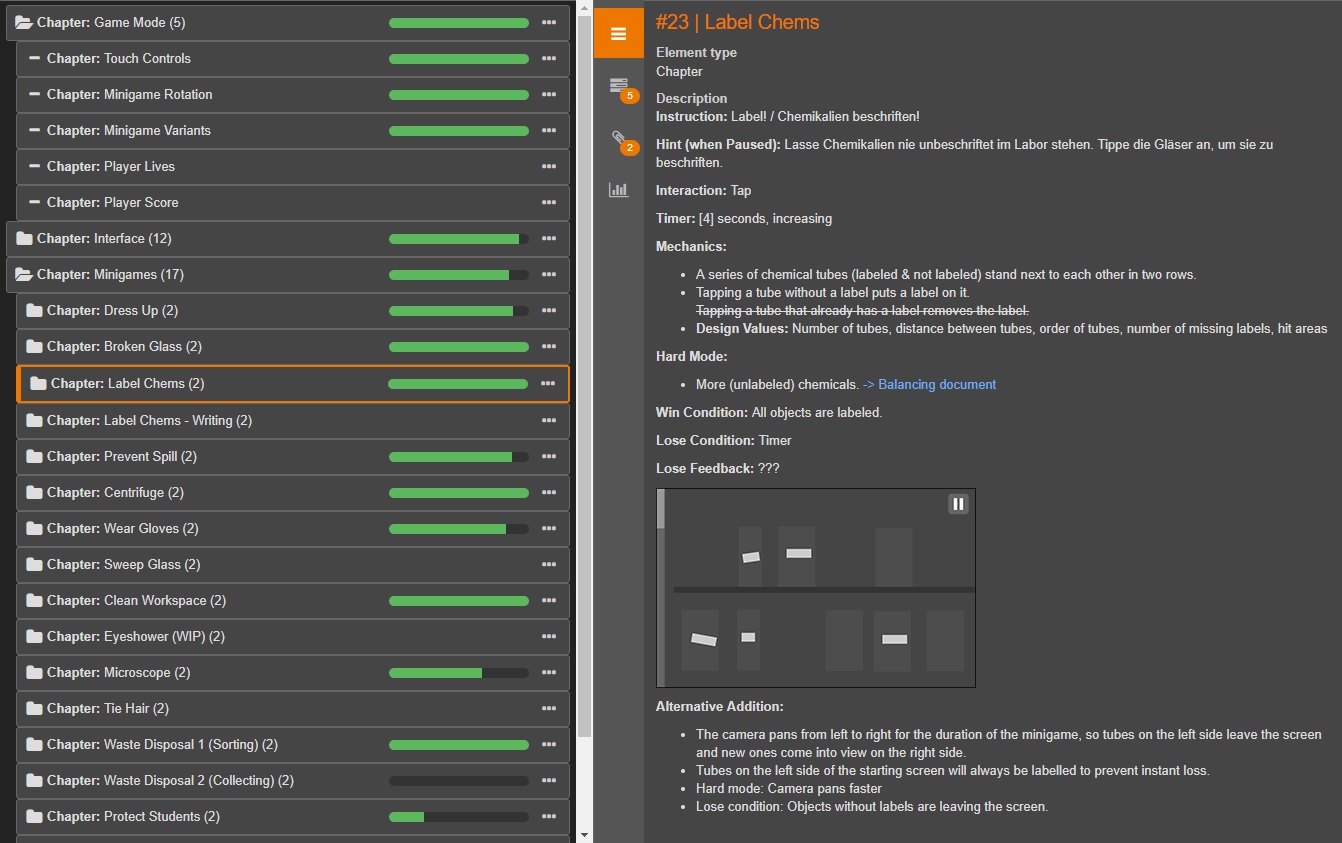 Chapter: Game Mode (5)
Chapter: Touch Controls
Chapter: Minigame Rotation
Chapter: Minigame Variants
Chapter: Player Lives
Chapter: Player Score
Chapter: Interface (12)
Chapter: Minigames (17)
Chapter: Dress Up (2)
Chapter: Broken Glass (2)
Chapter: Label Chems (2)
Chapter: Label Chems - Writing (2)
Chapter: Prevent Spill (2)
Chapter: Centrifuge (2)
Chapter: Wear Gloves (2)
Chapter: Sweep Glass (2)
Chapter: Clean Workspace (2)
Chapter: Eyeshower (WIP) (2)
Chapter: Microscope (2)
Chapter: Tie Hair (2)
Chapter: Waste Disposal 1 (Sorting) (2)
Chapter: Waste Disposal 2 (Collecting) (2)
Chapter: Protect Students (2)
5
2
#23 | Label Chems
Element type
Chapter
Description
Instruction: Label! / Chemikalien beschriften!
Hint (when Paused): Lasse Chemikalien nie unbeschriftet im Labor stehen. Tippe die Gläser an, um sie zu
beschriften.
Interaction: Tap
Timer: [4] seconds, increasing
Mechanics:
• A series of chemical tubes (labeled & not labeled) stand next to each other in two rows.
• Tapping a tube without a label puts a label on it.
Tapping a tube that already has a label removes the label.
• Design Values: Number of tubes, distance between tubes, order of tubes, number of missing labels, hit areas
Hard Mode:
• More (unlabeled) chemicals. -> Balancing document
Win Condition: All objects are labeled.
Lose Condition: Timer
Lose Feedback: ???
Alternative Addition:
• The camera pans from left to right for the duration of the minigame, so tubes on the left side leave the screen
and new ones come into view on the right side.
• Tubes on the left side of the starting screen will always be labelled to prevent instant loss.
• Hard mode: Camera pans faster
• Lose condition: Objects without labels are leaving the screen.